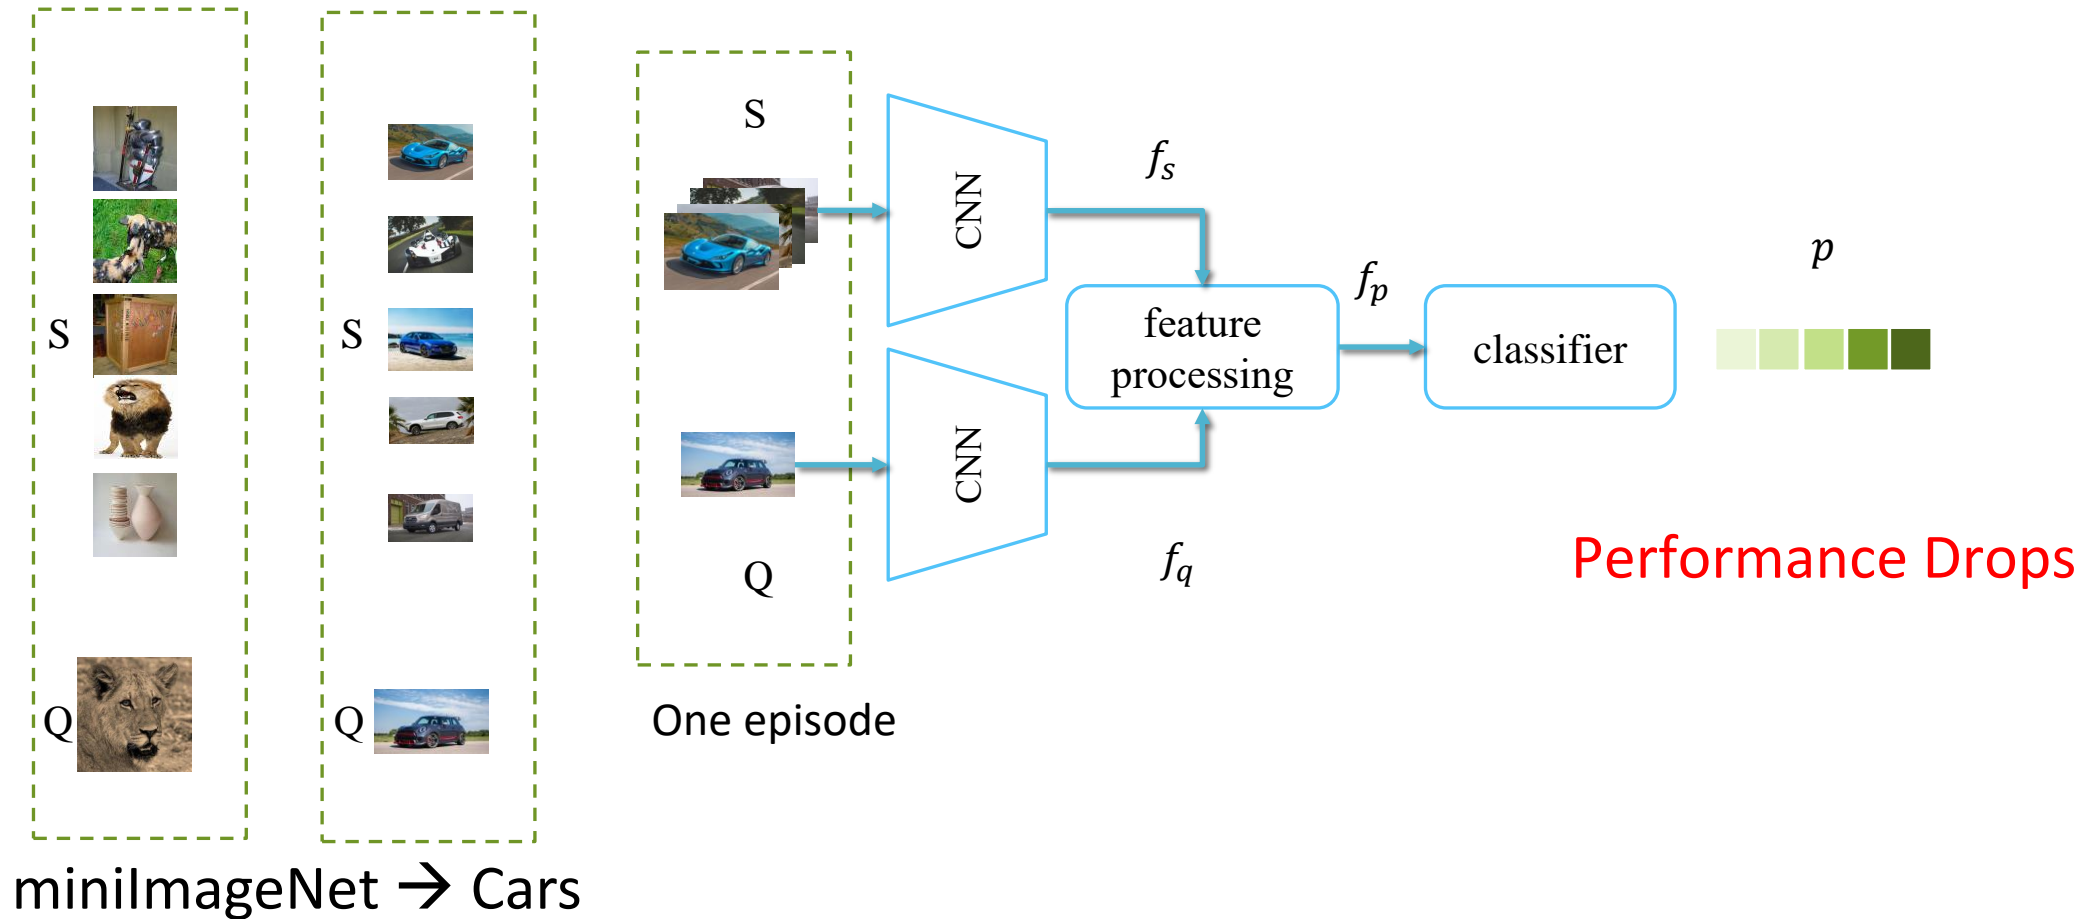 S
Q
S
Q
miniImageNet → Cars
S
Q
One episode
CNN
CNN
f_s
f_q
feature
processing
f_p
classifier
p
Performance Drops